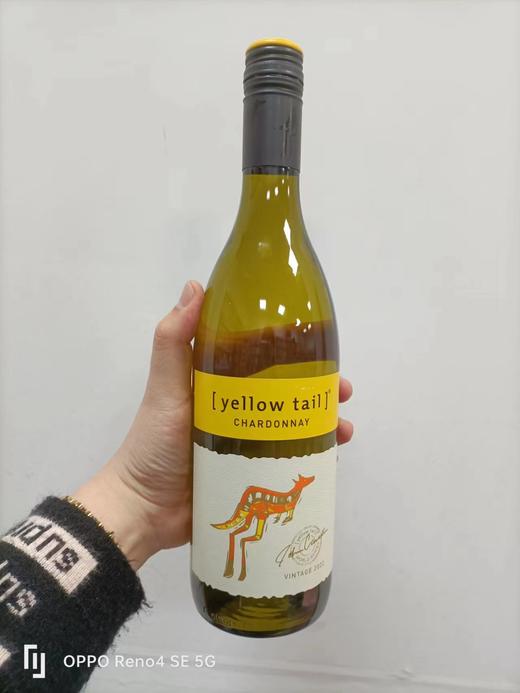 [ yellow tail ]®
CHARDONNAY
VINTAGE 2022
OPPO Reno4 SE 5G